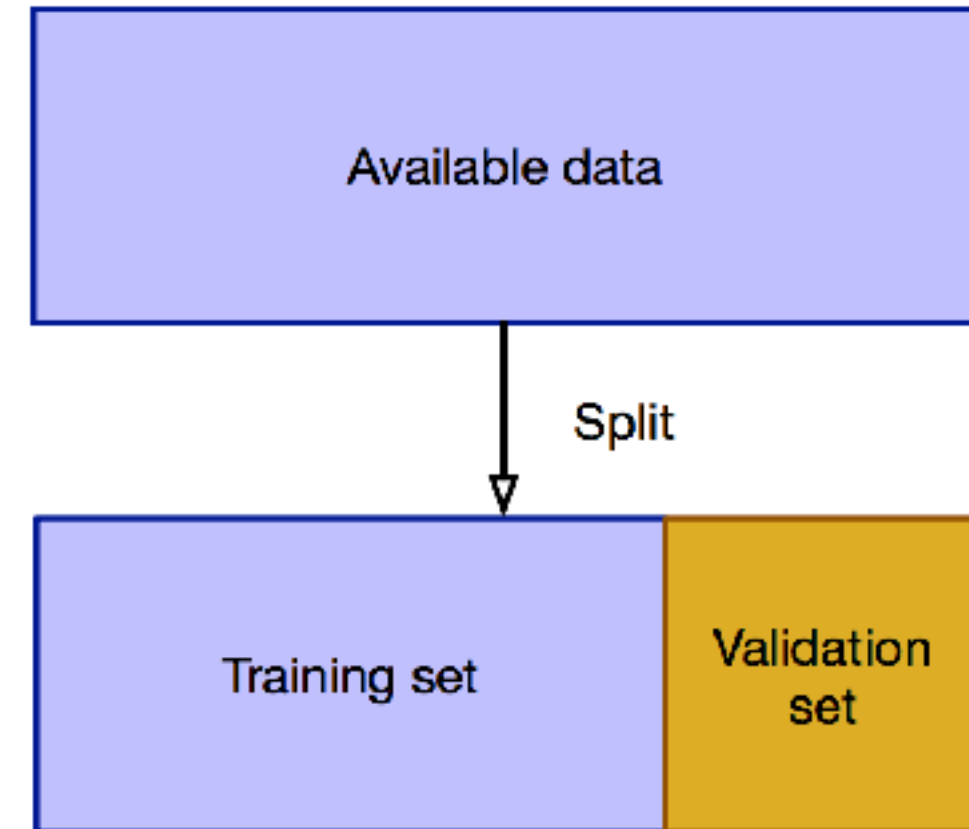 Available data
Split
Training set
Validation
set